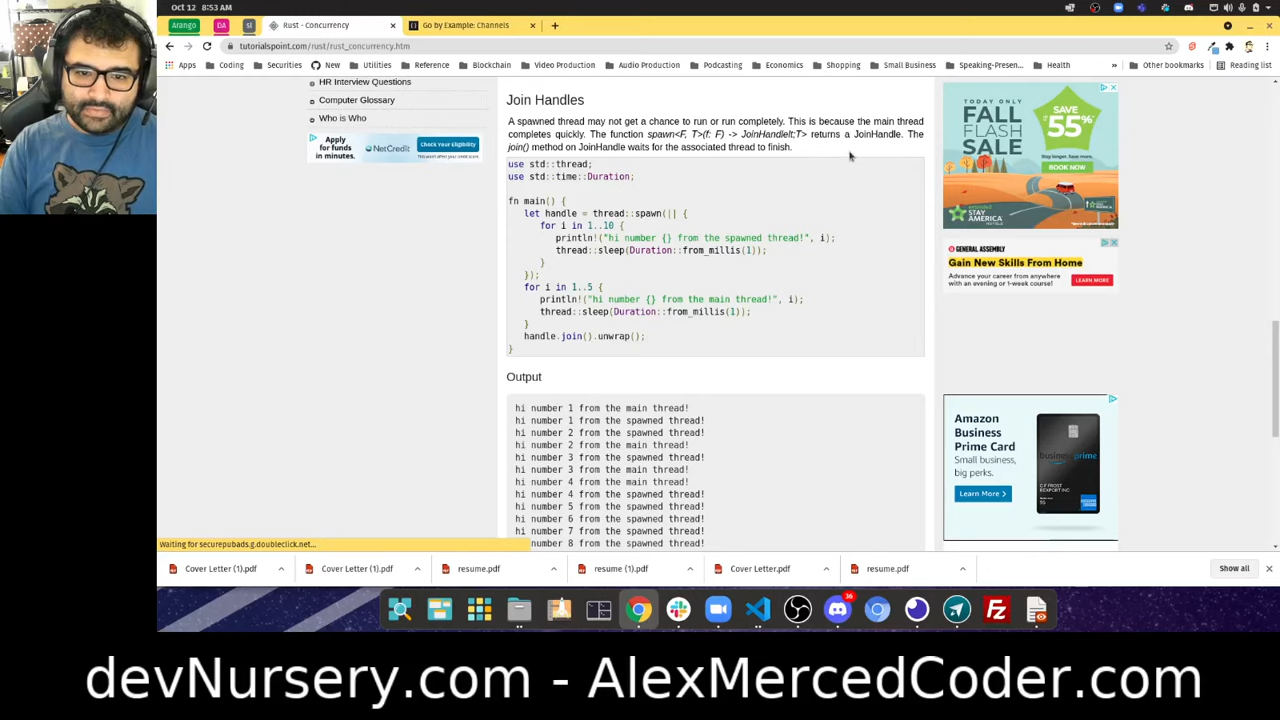 Oct 12 8:53 AM
Arango
DA
sl
Rust - Concurrency
Go by Example: Channels
tutorialspoint.com/rust/rust_concurrency.htm
Apps
Coding
Securities
New
Utilities
Reference
Blockchain
Video Production
Audio Production
Podcasting
Economics
Shopping
Small Business
Speaking-Presen...
Health
»
Other bookmarks
Reading list
HR Interview Questions
Computer Glossary
Who is Who
Apply
for funds
in minutes.
NetCredit
Check Your Eligibility
Join Handles
A spawned thread may not get a chance to run or run completely. This is because the main thread
completes quickly. The function spawn<F, T>(f: F) -> JoinHandlelt;T> returns a JoinHandle. The
join() method on JoinHandle waits for the associated thread to finish.
use std::thread;
use std::time::Duration;
fn main() {
let handle = thread::spawn(|| {
for i in 1..10 {
println!("hi number {} from the spawned thread!", i);
thread::sleep(Duration::from_millis(1));
}
});
for i in 1..5 {
println!("hi number {} from the main thread!", i);
thread::sleep(Duration::from_millis(1));
}
handle.join().unwrap();
}
Output
hi number 1 from the main thread!
hi number 1 from the spawned thread!
hi number 2 from the spawned thread!
hi number 2 from the main thread!
hi number 3 from the spawned thread!
hi number 3 from the main thread!
hi number 4 from the main thread!
hi number 4 from the spawned thread!
hi number 5 from the spawned thread!
hi number 6 from the spawned thread!
hi number 7 from the spawned thread!
number 8 from the spawned thread!
TODAY ONLY
FALL
FLASH
SALE
SAVE
UP TO
55%
BOOK NOW
extended
STAY
AMERICA
HOTELS
GENERAL ASSEMBLY
Gain New Skills From Home
Advance your career from anywhere
with an evening or 1-week course!
LEARN MORE
Amazon
Business
Prime Card
Small business,
big perks.
Learn More >
business prime
Waiting for securepubads.g.doubleclick.net...
Cover Letter (1).pdf
Cover Letter (1).pdf
resume.pdf
resume (1).pdf
Cover Letter.pdf
resume.pdf
Show all
36
Fz
devNursery.com - AlexMercedCoder.com